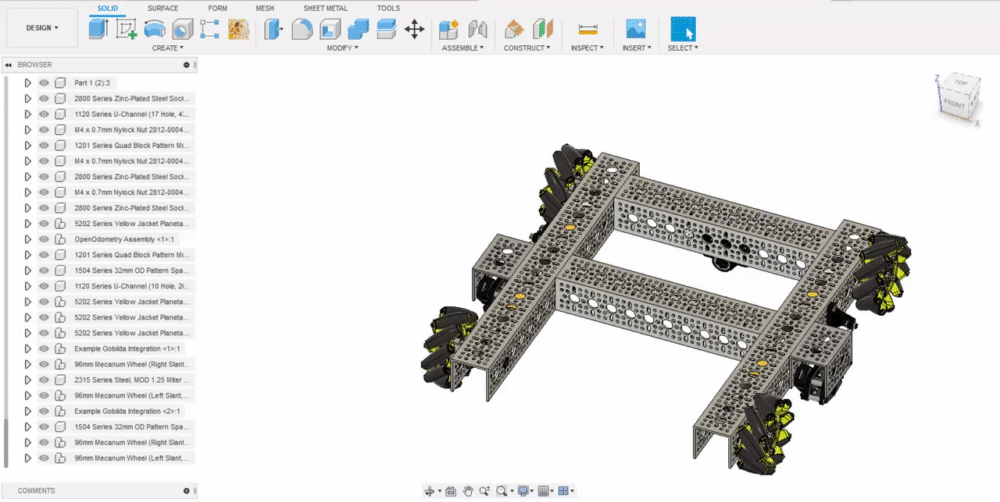 SOLID SURFACE FORM MESH SHEET METAL TOOLS
DESIGN
CREATE MODIFY ASSEMBLE CONSTRUCT INSPECT INSERT SELECT
BROWSER
Part 1 (2):3
2800 Series Zinc-Plated Steel Soci...
1120 Series U-Channel (17 Hole, 4...
M4 x 0.7mm Nylock Nut 2812-0004...
1201 Series Quad Block Pattern Mo...
M4 x 0.7mm Nylock Nut 2812-0004...
2800 Series Zinc-Plated Steel Soci...
M4 x 0.7mm Nylock Nut 2812-0004...
2800 Series Zinc-Plated Steel Soci...
5202 Series Yellow Jacket Planeta...
OpenOdometry Assembly <1>:1
1201 Series Quad Block Pattern Mo...
1504 Series 32mm OD Pattern Spa...
1120 Series U-Channel (10 Hole, 2...
5202 Series Yellow Jacket Planeta...
5202 Series Yellow Jacket Planeta...
5202 Series Yellow Jacket Planeta...
Example Gobilda Integration <1>:1
96mm Mecanum Wheel (Right Slant...
2315 Series Steel, MOD 1.25 Miter ...
96mm Mecanum Wheel (Left Slant,...
Example Gobilda Integration <2>:1
1504 Series 32mm OD Pattern Spa...
96mm Mecanum Wheel (Right Slant...
96mm Mecanum Wheel (Left Slant,...
COMMENTS
Z
TOP
FRONT
X